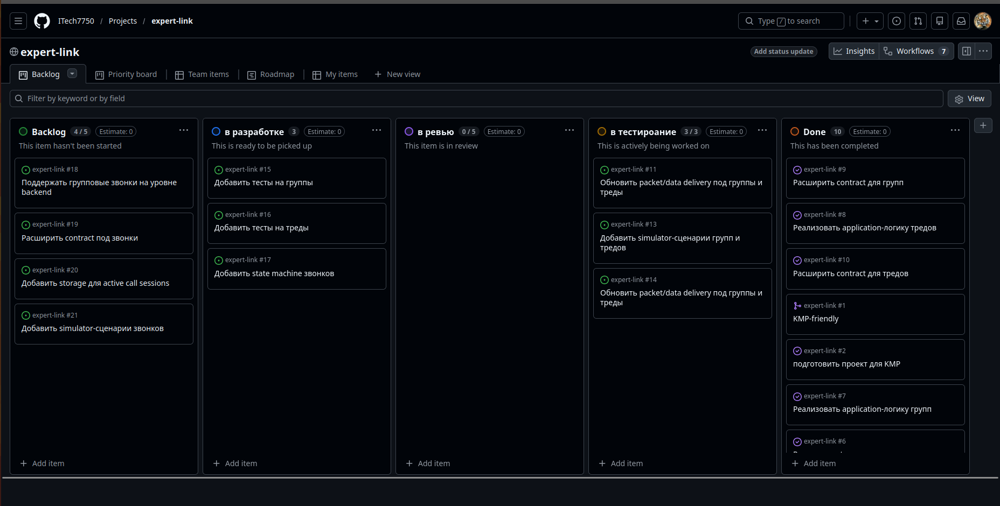 ITech7750 / Projects / expert-link
Type / to search
expert-link
Add status update
Insights
Workflows 7
Backlog
Priority board
Team items
Roadmap
My items
New view
Filter by keyword or by field
View
Backlog 4 / 5 Estimate: 0
This item hasn't been started
expert-link #18
Поддержать групповые звонки на уровне
backend
expert-link #19
Расширить contract под звонки
expert-link #20
Добавить storage для active call sessions
expert-link #21
Добавить simulator-сценарии звонков
Add item
в разработке 3 Estimate: 0
This is ready to be picked up
expert-link #15
Добавить тесты на группы
expert-link #16
Добавить тесты на треды
expert-link #17
Добавить state machine звонков
Add item
в ревью 0 / 5 Estimate: 0
This item is in review
Add item
в тестироание 3 / 3 Estimate: 0
This is actively being worked on
expert-link #11
Обновить packet/data delivery под группы и
треды
expert-link #13
Добавить simulator-сценарии групп и
тредов
expert-link #14
Обновить packet/data delivery под группы и
треды
Add item
Done 10 Estimate: 0
This has been completed
expert-link #9
Расширить contract для групп
expert-link #8
Реализовать application-логику тредов
expert-link #10
Расширить contract для тредов
expert-link #1
KMP-friendly
expert-link #2
подготовить проект для KMP
expert-link #7
Реализовать application-логику групп
expert-link #6
Add item